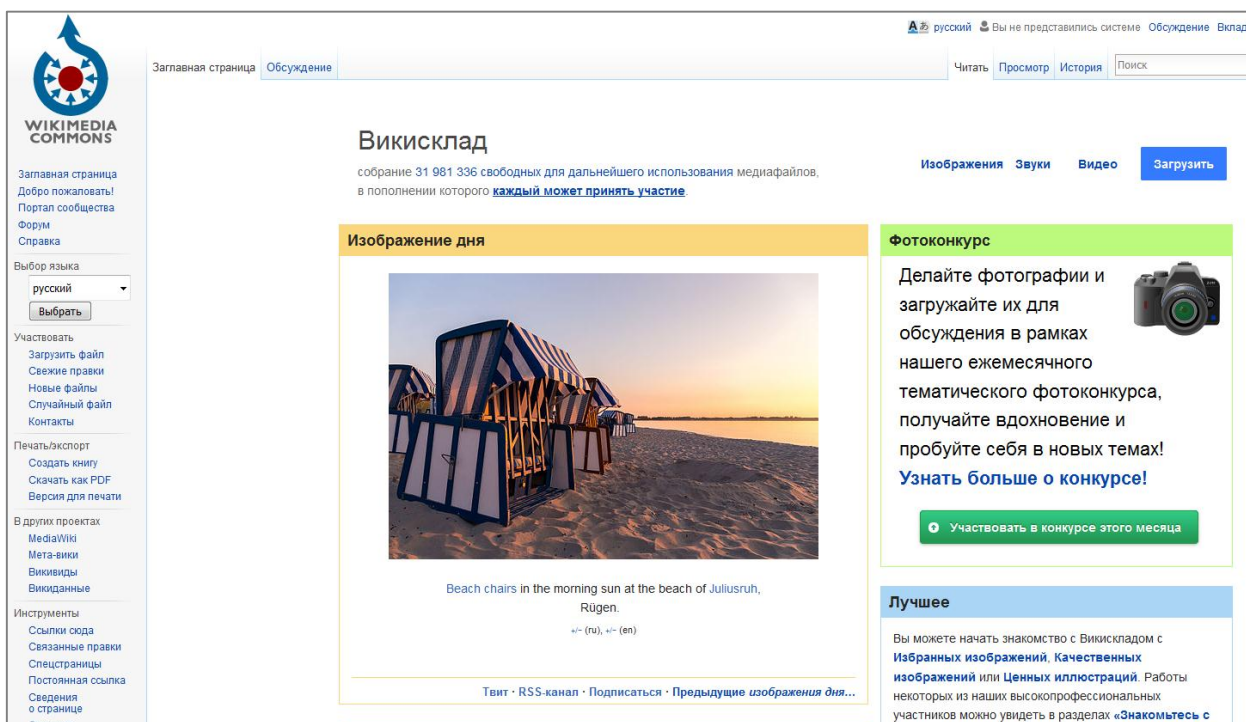 русский Вы не представились системе Обсуждение Вклад
Заглавная страница Обсуждение
Читать Просмотр История Поиск
WIKIMEDIA
COMMONS
Заглавная страница
Добро пожаловать!
Портал сообщества
Форум
Справка
Выбор языка
русский
Выбрать
Участвовать
Загрузить файл
Свежие правки
Новые файлы
Случайный файл
Контакты
Печать/экспорт
Создать книгу
Скачать как PDF
Версия для печати
В других проектах
MediaWiki
Мета-вики
Викивиды
Викиданные
Инструменты
Ссылки сюда
Связанные правки
Спецстраницы
Постоянная ссылка
Сведения
о странице
Викисклад
собрание 31 981 336 свободных для дальнейшего использования медиафайлов,
в пополнении которого каждый может принять участие.
Изображения Звуки Видео Загрузить
Изображение дня
Beach chairs in the morning sun at the beach of Juliusruh,
Rügen.
+/− (ru), +/− (en)
Твит · RSS-канал · Подписаться · Предыдущие изображения дня...
Фотоконкурс
Делайте фотографии и
загружайте их для
обсуждения в рамках
нашего ежемесячного
тематического фотоконкурса,
получайте вдохновение и
пробуйте себя в новых темах!
Узнать больше о конкурсе!
Участвовать в конкурсе этого месяца
Лучшее
Вы можете начать знакомство с Викискладом с
Избранных изображений, Качественных
изображений или Ценных иллюстраций. Работы
некоторых из наших высокопрофессиональных
участников можно увидеть в разделах «Знакомьтесь с